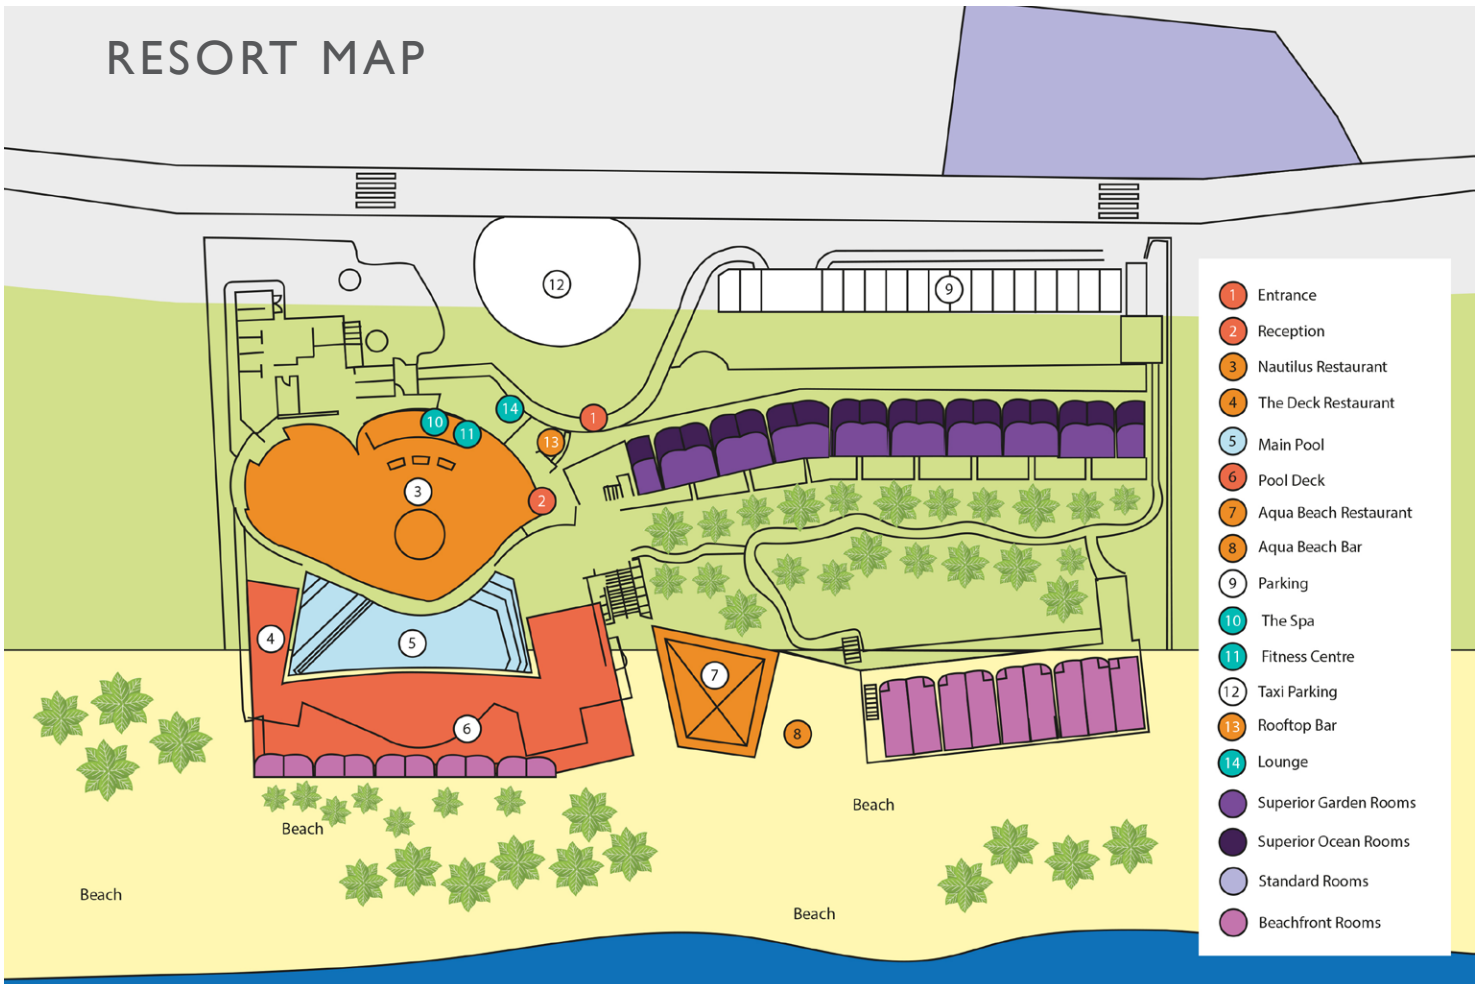 RESORT MAP
12
9
1
14
10
11
13
3
2
4
5
7
6
8
Beach
Beach
Beach
Beach
1 Entrance
2 Reception
3 Nautilus Restaurant
4 The Deck Restaurant
5 Main Pool
6 Pool Deck
7 Aqua Beach Restaurant
8 Aqua Beach Bar
9 Parking
10 The Spa
11 Fitness Centre
12 Taxi Parking
13 Rooftop Bar
14 Lounge
Superior Garden Rooms
Superior Ocean Rooms
Standard Rooms
Beachfront Rooms